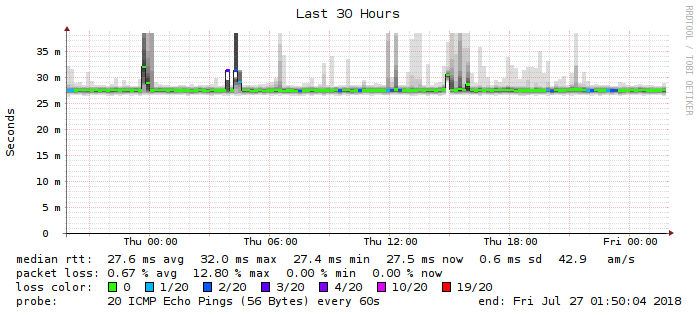 Last 30 Hours
RRDTOOL / TOBI OETIKER
Seconds
35 m
30 m
25 m
20 m
15 m
10 m
5 m
0
Thu 00:00 Thu 06:00 Thu 12:00 Thu 18:00 Fri 00:00
median rtt: 27.6 ms avg 32.0 ms max 27.4 ms min 27.5 ms now 0.6 ms sd 42.9 am/s
packet loss: 0.67 % avg 12.80 % max 0.00 % min 0.00 % now
loss color: 0 1/20 2/20 3/20 4/20 10/20 19/20
probe: 20 ICMP Echo Pings (56 Bytes) every 60s end: Fri Jul 27 01:50:04 2018